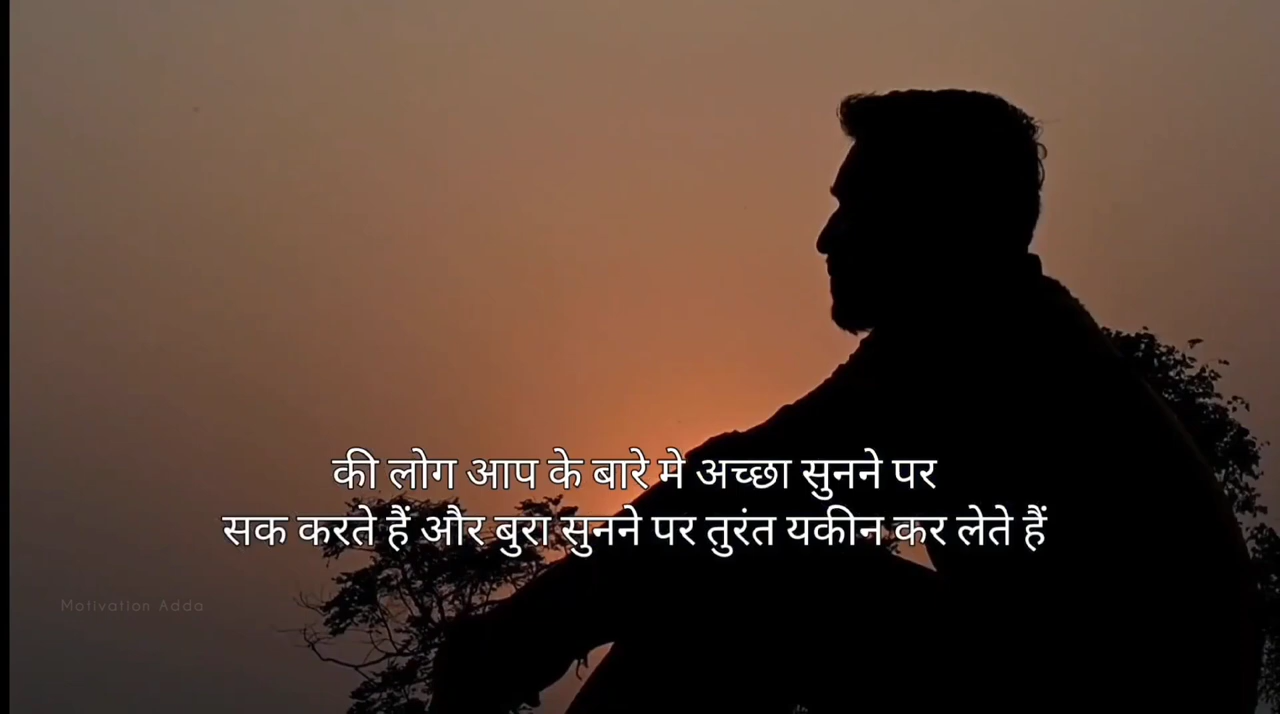 की लोग आप के बारे मे अच्छा सुनने पर
सक करते हैं और बुरा सुनने पर तुरंत यकीन कर लेते हैं
Motivation Adda